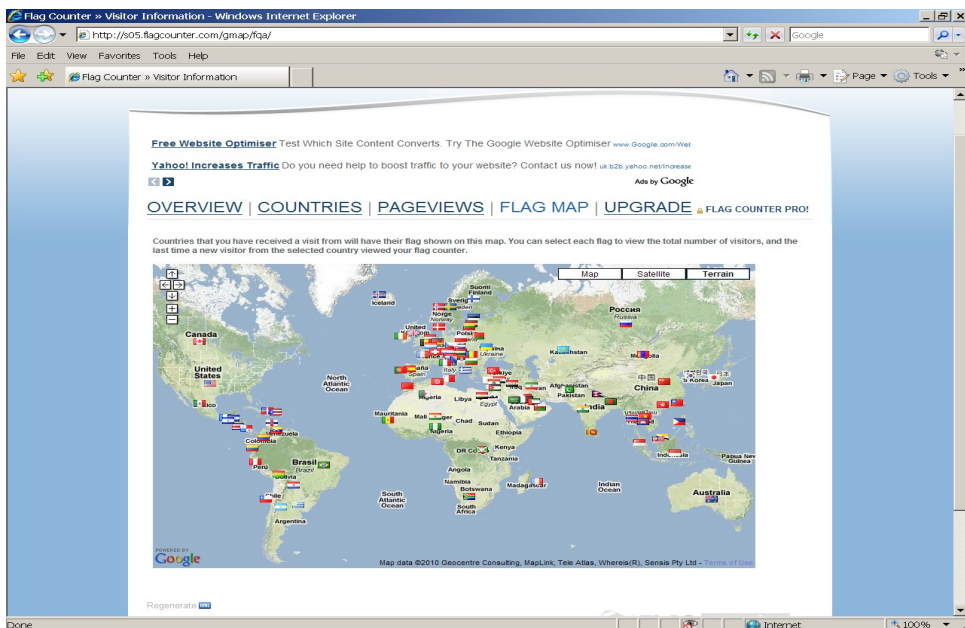 Flag Counter » Visitor Information - Windows Internet Explorer
http://s05.flagcounter.com/gmap/fqa/
Google
File Edit View Favorites Tools Help
Flag Counter » Visitor Information
Page Tools
Free Website Optimiser Test Which Site Content Converts. Try The Google Website Optimiser www.Google.com/Wet
Yahoo! Increases Traffic Do you need help to boost traffic to your website? Contact us now! uk.b2b.yahoo.net/increase
Ads by Google
OVERVIEW | COUNTRIES | PAGEVIEWS | FLAG MAP | UPGRADE FLAG COUNTER PRO!
Countries that you have received a visit from will have their flag shown on this map. You can select each flag to view the total number of visitors, and the
last time a new visitor from the selected country viewed your flag counter.
Map Satellite Terrain
Suomi
Finland
Iceland
Norge
Norway
Россия
Russia
United
Canada
Ukraine
United
States
North
Atlantic
Ocean
Spain
Italy
中国
China
S Korea
日本
Japan
Afghanistan
Pakistan
Libya
Egypt
Arabia
India
Mauritania
Mali
Chad
Sudan
Nigeria
Ethiopia
Kenya
Tanzania
Colombia
Perú
Peru
Brasil
Brazil
Bolivia
Chile
Argentina
Angola
Namibia
Botswana
Madagascar
South
Africa
South
Atlantic
Ocean
Indian
Ocean
Papua New
Guinea
Australia
POWERED BY
Google
Map data ©2010 Geocentre Consulting, MapLink, Tele Atlas, Whereis(R), Sensis Pty Ltd - Terms of Use
Regenerate
Done
Internet
100%